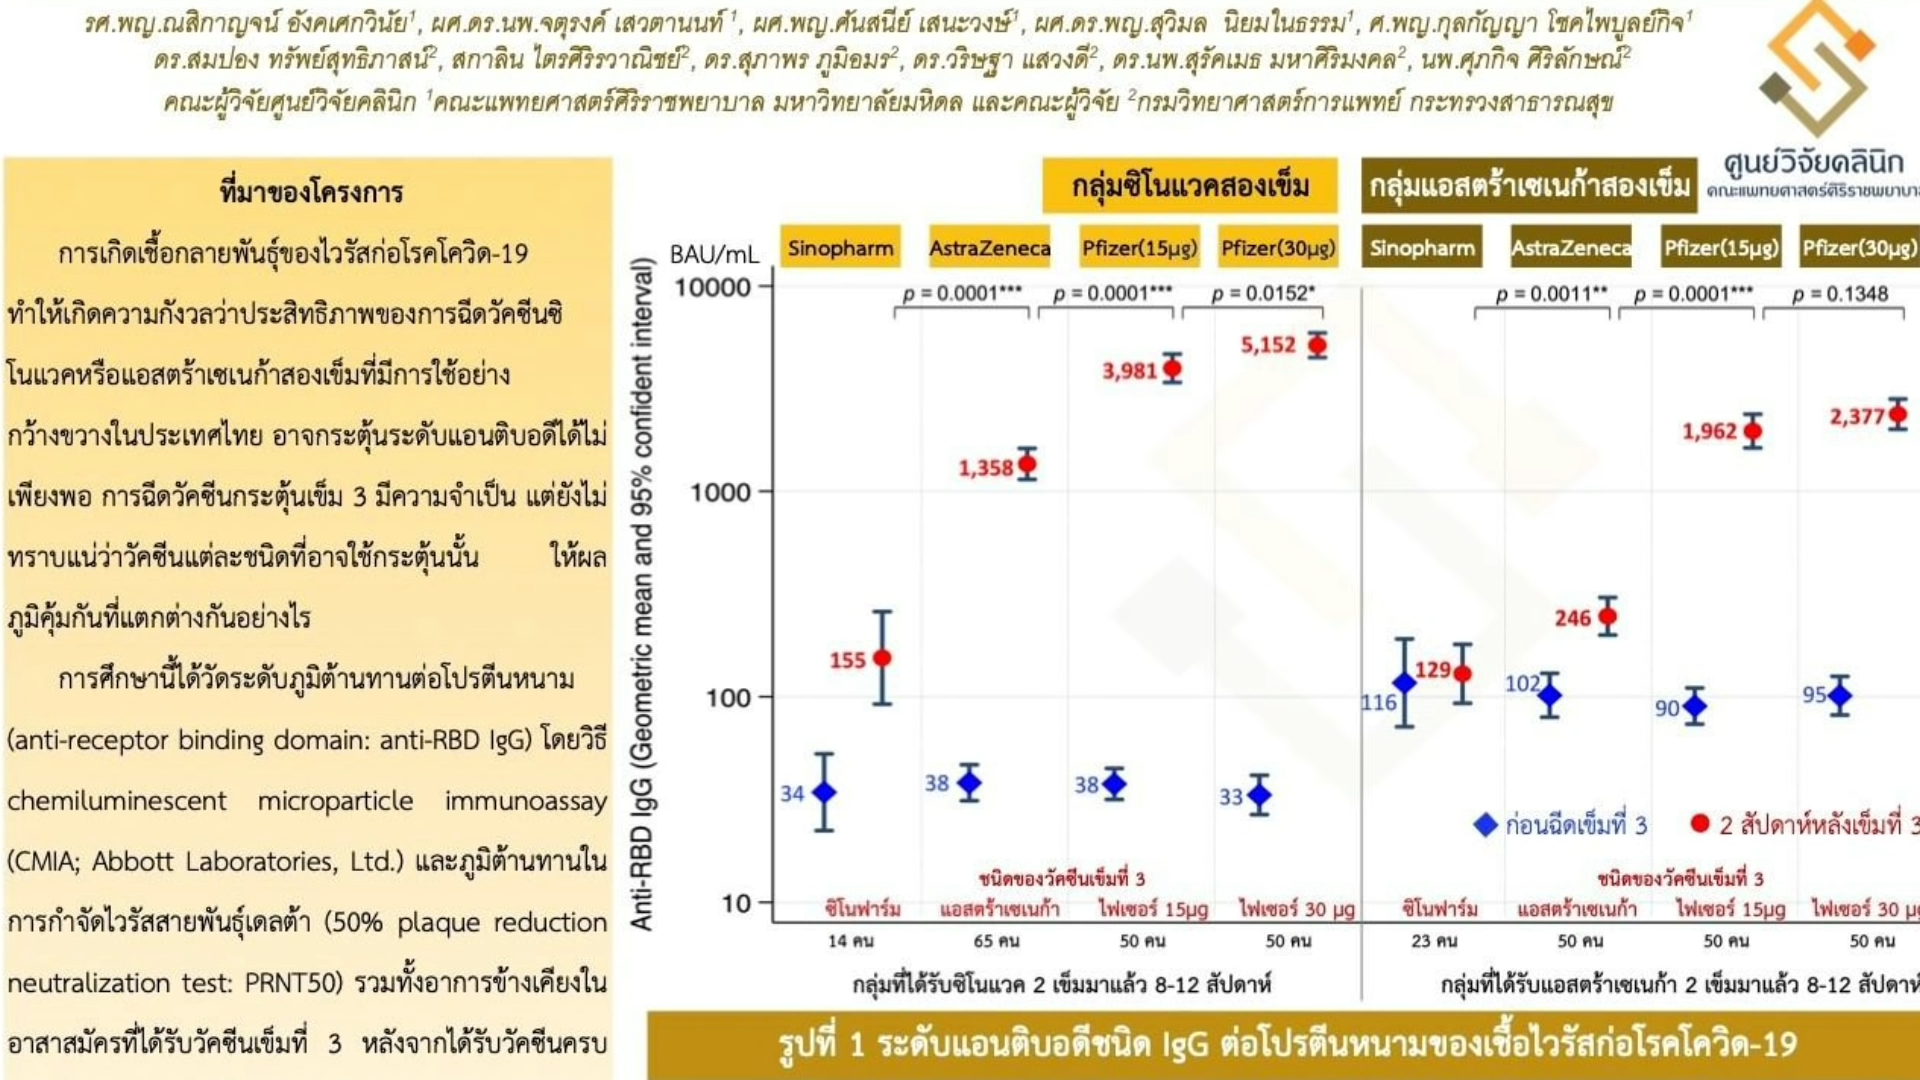 รศ.พญ.ณสิกาญจน์ อังคเศกวินัย¹, ผศ.ดร.นพ.จตุรงค์ เสวตานนท์¹, ผศ.พญ.ศันสนีย์ เสนะวงษ์¹, ผศ.ดร.พญ.สุวิมล นิยมในธรรม¹, ศ.พญ.กุลกัญญา โชคไพบูลย์กิจ¹
ดร.สมปอง ทรัพย์สุทธิภาสน์², สกาลิน ไตรศิริวาณิชย์², ดร.สุภาพร ภูมิอมร², ดร.วริษฐา แสวงดี², ดร.นพ.สุรัคเมธ มหาศิริมงคล², นพ.ศุภกิจ ศิริลักษณ์²
คณะผู้วิจัยศูนย์วิจัยคลินิก ¹คณะแพทยศาสตร์ศิริราชพยาบาล มหาวิทยาลัยมหิดล และคณะผู้วิจัย ²กรมวิทยาศาสตร์การแพทย์ กระทรวงสาธารณสุข
ศูนย์วิจัยคลินิก
คณะแพทยศาสตร์ศิริราชพยาบาล
ที่มาของโครงการ
การเกิดเชื้อกลายพันธุ์ของไวรัสก่อโรคโควิด-19
ทำให้เกิดความกังวลว่าประสิทธิภาพของการฉีดวัคซีนซิ
โนแวคหรือแอสตร้าเซเนก้าสองเข็มที่มีการใช้อย่าง
กว้างขวางในประเทศไทย อาจกระตุ้นระดับแอนติบอดีได้ไม่
เพียงพอ การฉีดวัคซีนกระตุ้นเข็ม 3 มีความจำเป็น แต่ยังไม่
ทราบแน่ว่าวัคซีนแต่ละชนิดที่อาจใช้กระตุ้นนั้น ให้ผล
ภูมิคุ้มกันที่แตกต่างกันอย่างไร
การศึกษานี้ได้วัดระดับภูมิต้านทานต่อโปรตีนหนาม
(anti-receptor binding domain: anti-RBD IgG) โดยวิธี
chemiluminescent microparticle immunoassay
(CMIA; Abbott Laboratories, Ltd.) และภูมิต้านทานใน
การกำจัดไวรัสสายพันธุ์เดลต้า (50% plaque reduction
neutralization test: PRNT50) รวมทั้งอาการข้างเคียงใน
อาสาสมัครที่ได้รับวัคซีนเข็มที่ 3 หลังจากได้รับวัคซีนครบ
กลุ่มซิโนแวคสองเข็ม กลุ่มแอสตร้าเซเนก้าสองเข็ม
Sinopharm AstraZeneca Pfizer(15µg) Pfizer(30µg) Sinopharm AstraZeneca Pfizer(15µg) Pfizer(30µg)
BAU/mL
Anti-RBD IgG (Geometric mean and 95% confident interval)
10000
1000
100
10
p = 0.0001*** p = 0.0001*** p = 0.0152* p = 0.0011** p = 0.0001*** p = 0.1348
155 1,358 3,981 5,152 129 246 1,962 2,377
34 38 38 33 116 102 90 95
ก่อนฉีดเข็มที่ 3 2 สัปดาห์หลังเข็มที่ 3
ชนิดของวัคซีนเข็มที่ 3 ชนิดของวัคซีนเข็มที่ 3
ซิโนฟาร์ม แอสตร้าเซเนก้า ไฟเซอร์ 15µg ไฟเซอร์ 30 µg ซิโนฟาร์ม แอสตร้าเซเนก้า ไฟเซอร์ 15µg ไฟเซอร์ 30 µg
14 คน 65 คน 50 คน 50 คน 23 คน 50 คน 50 คน 50 คน
กลุ่มที่ได้รับซิโนแวค 2 เข็มมาแล้ว 8-12 สัปดาห์ กลุ่มที่ได้รับแอสตร้าเซเนก้า 2 เข็มมาแล้ว 8-12 สัปดาห์
รูปที่ 1 ระดับแอนติบอดีชนิด IgG ต่อโปรตีนหนามของเชื้อไวรัสก่อโรคโควิด-19